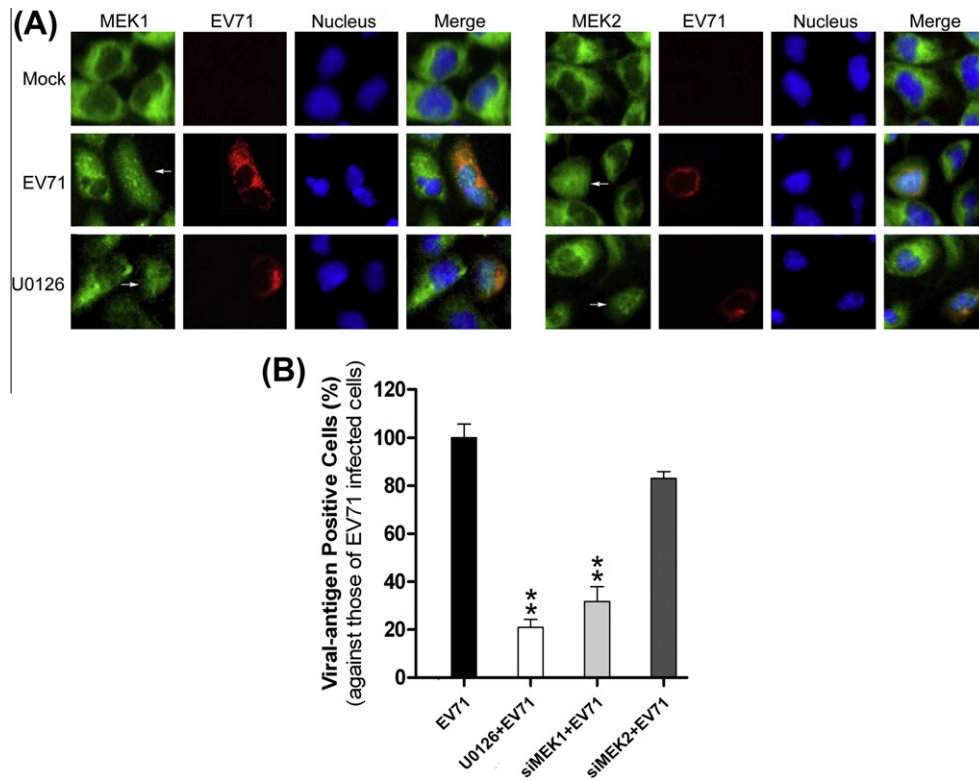 (A)
MEK1 EV71 Nucleus Merge MEK2 EV71 Nucleus Merge
Mock
EV71
U0126
(B)
Viral-antigen Positive Cells (%)
(against those of EV71 infected cells)
120
100
80
60
40
20
0
**
**
EV71
U0126+EV71
siMEK1+EV71
siMEK2+EV71